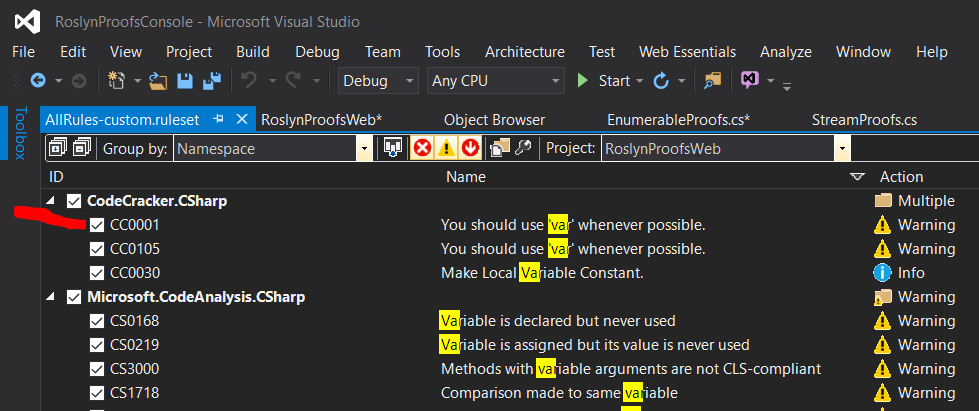 RoslynProofsConsole - Microsoft Visual Studio
File Edit View Project Build Debug Team Tools Architecture Test Web Essentials Analyze Window Help
Debug Any CPU Start
Toolbox
AllRules-custom.ruleset RoslynProofsWeb* Object Browser EnumerableProofs.cs* StreamProofs.cs
Group by: Namespace Project: RoslynProofsWeb
ID Name Action
CodeCracker.CSharp Multiple
CC0001 You should use 'var' whenever possible. Warning
CC0105 You should use 'var' whenever possible. Warning
CC0030 Make Local Variable Constant. Info
Microsoft.CodeAnalysis.CSharp Warning
CS0168 Variable is declared but never used Warning
CS0219 Variable is assigned but its value is never used Warning
CS3000 Methods with variable arguments are not CLS-compliant Warning
CS1718 Comparison made to same variable Warning